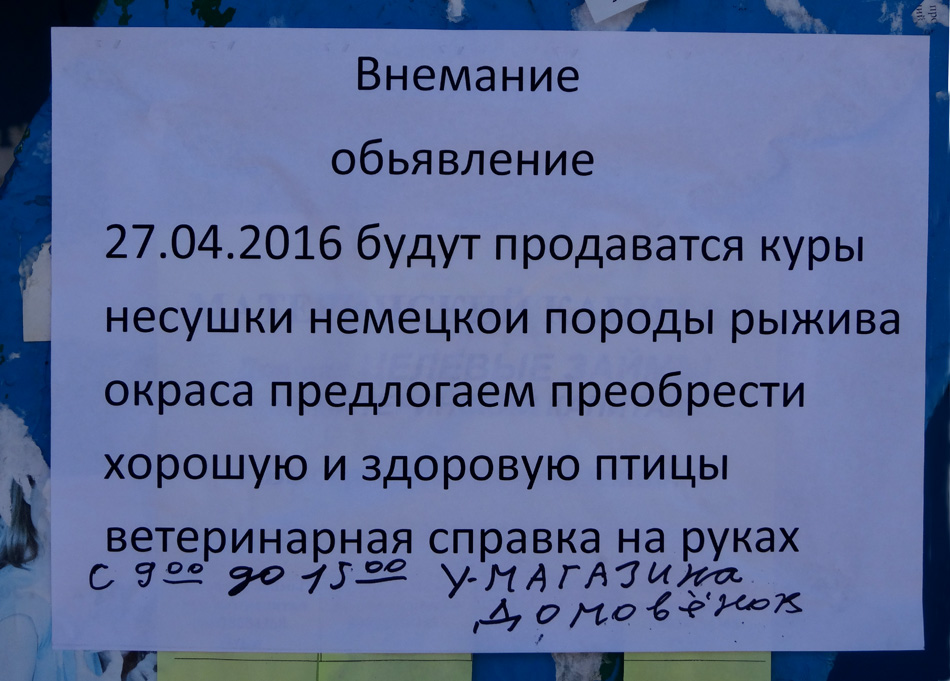 Внемание
обьявление
27.04.2016 будут продаватся куры
несушки немецкои породы рыжива
окраса предлогаем преобрести
хорошую и здоровую птицы
ветеринарная справка на руках
с 9⁰⁰ до 15⁰⁰ У-МАГАЗИНа
ДОМОВЁНОК